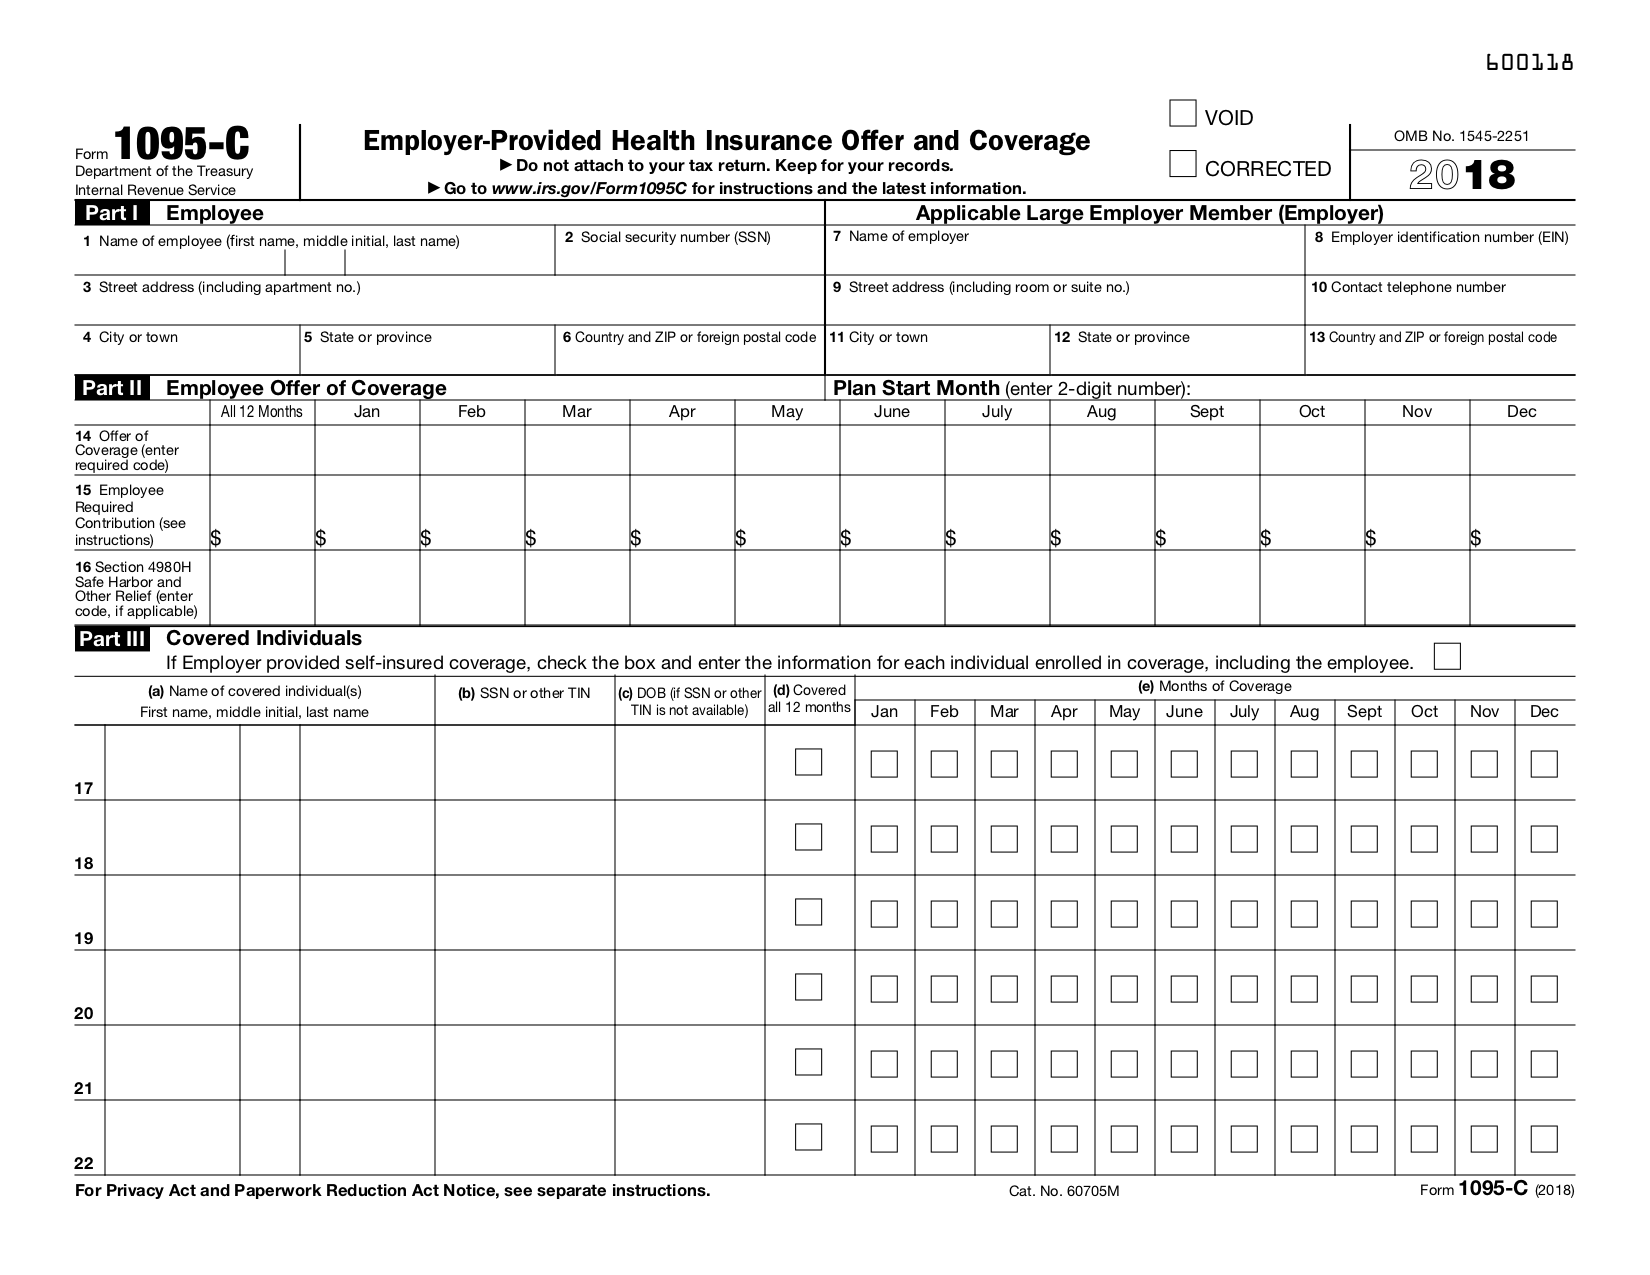 600118
VOID
CORRECTED
Form 1095-C
Department of the Treasury
Internal Revenue Service
Employer-Provided Health Insurance Offer and Coverage
▶ Do not attach to your tax return. Keep for your records.
▶ Go to www.irs.gov/Form1095C for instructions and the latest information.
OMB No. 1545-2251
2018
Part I Employee
1 Name of employee (first name, middle initial, last name)
2 Social security number (SSN)
3 Street address (including apartment no.)
4 City or town
5 State or province
6 Country and ZIP or foreign postal code
Applicable Large Employer Member (Employer)
7 Name of employer
8 Employer identification number (EIN)
9 Street address (including room or suite no.)
10 Contact telephone number
11 City or town
12 State or province
13 Country and ZIP or foreign postal code
Part II Employee Offer of Coverage
Plan Start Month (enter 2-digit number):
All 12 Months Jan Feb Mar Apr May June July Aug Sept Oct Nov Dec
14 Offer of
Coverage (enter
required code)
15 Employee
Required
Contribution (see
instructions)
$ $ $ $ $ $ $ $ $ $ $ $ $
16 Section 4980H
Safe Harbor and
Other Relief (enter
code, if applicable)
Part III Covered Individuals
If Employer provided self-insured coverage, check the box and enter the information for each individual enrolled in coverage, including the employee.
(a) Name of covered individual(s)
First name, middle initial, last name
(b) SSN or other TIN
(c) DOB (if SSN or other
TIN is not available)
(d) Covered
all 12 months
(e) Months of Coverage
Jan Feb Mar Apr May June July Aug Sept Oct Nov Dec
17
18
19
20
21
22
For Privacy Act and Paperwork Reduction Act Notice, see separate instructions.
Cat. No. 60705M
Form 1095-C (2018)